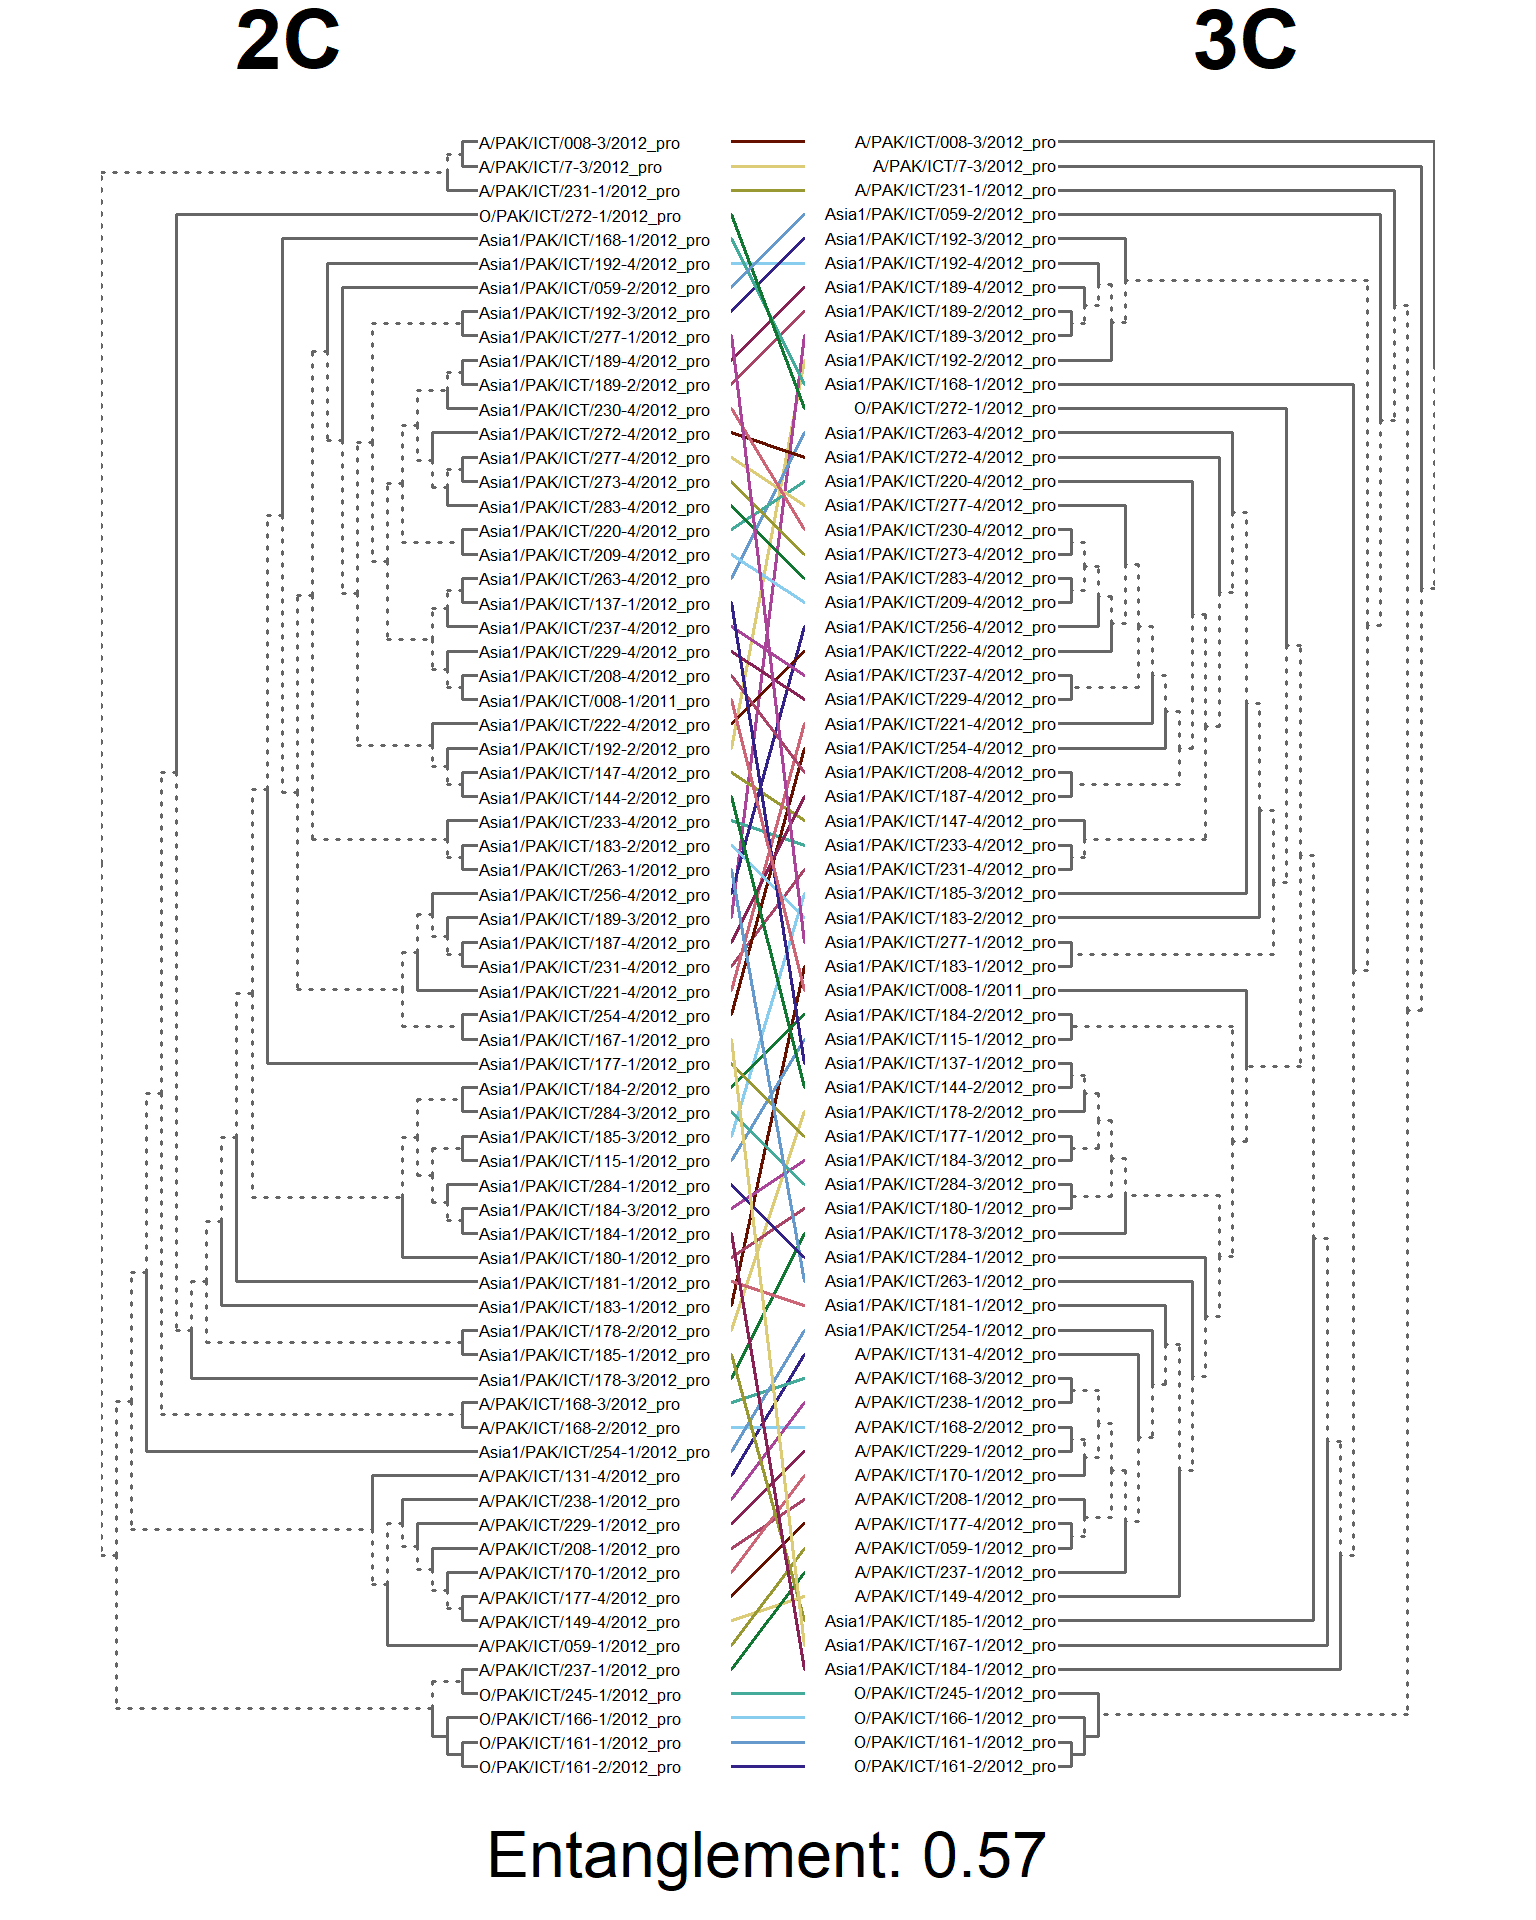 2C 3C
A/PAK/ICT/008-3/2012_pro A/PAK/ICT/008-3/2012_pro
A/PAK/ICT/7-3/2012_pro A/PAK/ICT/7-3/2012_pro
A/PAK/ICT/231-1/2012_pro A/PAK/ICT/231-1/2012_pro
O/PAK/ICT/272-1/2012_pro Asia1/PAK/ICT/059-2/2012_pro
Asia1/PAK/ICT/168-1/2012_pro Asia1/PAK/ICT/192-3/2012_pro
Asia1/PAK/ICT/192-4/2012_pro Asia1/PAK/ICT/192-4/2012_pro
Asia1/PAK/ICT/059-2/2012_pro Asia1/PAK/ICT/189-4/2012_pro
Asia1/PAK/ICT/192-3/2012_pro Asia1/PAK/ICT/189-2/2012_pro
Asia1/PAK/ICT/277-1/2012_pro Asia1/PAK/ICT/189-3/2012_pro
Asia1/PAK/ICT/189-4/2012_pro Asia1/PAK/ICT/192-2/2012_pro
Asia1/PAK/ICT/189-2/2012_pro Asia1/PAK/ICT/168-1/2012_pro
Asia1/PAK/ICT/230-4/2012_pro O/PAK/ICT/272-1/2012_pro
Asia1/PAK/ICT/272-4/2012_pro Asia1/PAK/ICT/263-4/2012_pro
Asia1/PAK/ICT/277-4/2012_pro Asia1/PAK/ICT/272-4/2012_pro
Asia1/PAK/ICT/273-4/2012_pro Asia1/PAK/ICT/220-4/2012_pro
Asia1/PAK/ICT/283-4/2012_pro Asia1/PAK/ICT/277-4/2012_pro
Asia1/PAK/ICT/220-4/2012_pro Asia1/PAK/ICT/230-4/2012_pro
Asia1/PAK/ICT/209-4/2012_pro Asia1/PAK/ICT/273-4/2012_pro
Asia1/PAK/ICT/263-4/2012_pro Asia1/PAK/ICT/283-4/2012_pro
Asia1/PAK/ICT/137-1/2012_pro Asia1/PAK/ICT/209-4/2012_pro
Asia1/PAK/ICT/237-4/2012_pro Asia1/PAK/ICT/256-4/2012_pro
Asia1/PAK/ICT/229-4/2012_pro Asia1/PAK/ICT/222-4/2012_pro
Asia1/PAK/ICT/208-4/2012_pro Asia1/PAK/ICT/237-4/2012_pro
Asia1/PAK/ICT/008-1/2011_pro Asia1/PAK/ICT/229-4/2012_pro
Asia1/PAK/ICT/222-4/2012_pro Asia1/PAK/ICT/221-4/2012_pro
Asia1/PAK/ICT/192-2/2012_pro Asia1/PAK/ICT/254-4/2012_pro
Asia1/PAK/ICT/147-4/2012_pro Asia1/PAK/ICT/208-4/2012_pro
Asia1/PAK/ICT/144-2/2012_pro Asia1/PAK/ICT/187-4/2012_pro
Asia1/PAK/ICT/233-4/2012_pro Asia1/PAK/ICT/147-4/2012_pro
Asia1/PAK/ICT/183-2/2012_pro Asia1/PAK/ICT/233-4/2012_pro
Asia1/PAK/ICT/263-1/2012_pro Asia1/PAK/ICT/231-4/2012_pro
Asia1/PAK/ICT/256-4/2012_pro Asia1/PAK/ICT/185-3/2012_pro
Asia1/PAK/ICT/189-3/2012_pro Asia1/PAK/ICT/183-2/2012_pro
Asia1/PAK/ICT/187-4/2012_pro Asia1/PAK/ICT/277-1/2012_pro
Asia1/PAK/ICT/231-4/2012_pro Asia1/PAK/ICT/183-1/2012_pro
Asia1/PAK/ICT/221-4/2012_pro Asia1/PAK/ICT/008-1/2011_pro
Asia1/PAK/ICT/254-4/2012_pro Asia1/PAK/ICT/184-2/2012_pro
Asia1/PAK/ICT/167-1/2012_pro Asia1/PAK/ICT/115-1/2012_pro
Asia1/PAK/ICT/177-1/2012_pro Asia1/PAK/ICT/137-1/2012_pro
Asia1/PAK/ICT/184-2/2012_pro Asia1/PAK/ICT/144-2/2012_pro
Asia1/PAK/ICT/284-3/2012_pro Asia1/PAK/ICT/178-2/2012_pro
Asia1/PAK/ICT/185-3/2012_pro Asia1/PAK/ICT/177-1/2012_pro
Asia1/PAK/ICT/115-1/2012_pro Asia1/PAK/ICT/184-3/2012_pro
Asia1/PAK/ICT/284-1/2012_pro Asia1/PAK/ICT/284-3/2012_pro
Asia1/PAK/ICT/184-3/2012_pro Asia1/PAK/ICT/180-1/2012_pro
Asia1/PAK/ICT/184-1/2012_pro Asia1/PAK/ICT/178-3/2012_pro
Asia1/PAK/ICT/180-1/2012_pro Asia1/PAK/ICT/284-1/2012_pro
Asia1/PAK/ICT/181-1/2012_pro Asia1/PAK/ICT/263-1/2012_pro
Asia1/PAK/ICT/183-1/2012_pro Asia1/PAK/ICT/181-1/2012_pro
Asia1/PAK/ICT/178-2/2012_pro Asia1/PAK/ICT/254-1/2012_pro
Asia1/PAK/ICT/185-1/2012_pro A/PAK/ICT/131-4/2012_pro
Asia1/PAK/ICT/178-3/2012_pro A/PAK/ICT/168-3/2012_pro
A/PAK/ICT/168-3/2012_pro A/PAK/ICT/238-1/2012_pro
A/PAK/ICT/168-2/2012_pro A/PAK/ICT/168-2/2012_pro
Asia1/PAK/ICT/254-1/2012_pro A/PAK/ICT/229-1/2012_pro
A/PAK/ICT/131-4/2012_pro A/PAK/ICT/170-1/2012_pro
A/PAK/ICT/238-1/2012_pro A/PAK/ICT/208-1/2012_pro
A/PAK/ICT/229-1/2012_pro A/PAK/ICT/177-4/2012_pro
A/PAK/ICT/208-1/2012_pro A/PAK/ICT/059-1/2012_pro
A/PAK/ICT/170-1/2012_pro A/PAK/ICT/237-1/2012_pro
A/PAK/ICT/177-4/2012_pro A/PAK/ICT/149-4/2012_pro
A/PAK/ICT/149-4/2012_pro Asia1/PAK/ICT/185-1/2012_pro
A/PAK/ICT/059-1/2012_pro Asia1/PAK/ICT/167-1/2012_pro
A/PAK/ICT/237-1/2012_pro Asia1/PAK/ICT/184-1/2012_pro
O/PAK/ICT/245-1/2012_pro O/PAK/ICT/245-1/2012_pro
O/PAK/ICT/166-1/2012_pro O/PAK/ICT/166-1/2012_pro
O/PAK/ICT/161-1/2012_pro O/PAK/ICT/161-1/2012_pro
O/PAK/ICT/161-2/2012_pro O/PAK/ICT/161-2/2012_pro
Entanglement: 0.57